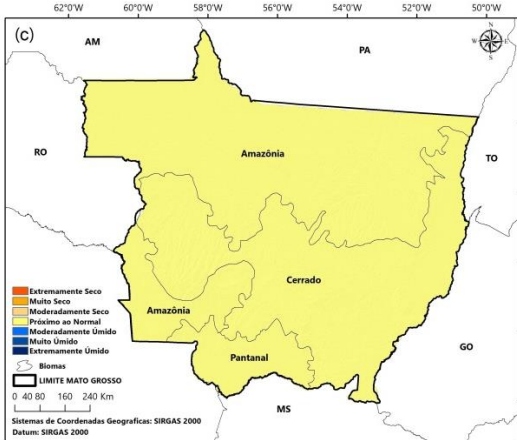 62°0'W 60°0'W 58°0'W 56°0'W 54°0'W 52°0'W 50°0'W
(c)
AM
PA
N
W E
S
RO
Amazônia
TO
Cerrado
Amazônia
Pantanal
GO
MS
Extremamente Seco
Muito Seco
Moderadamente Seco
Próximo ao Normal
Moderadamente Úmido
Muito Úmido
Extremamente Úmido
Biomas
LIMITE MATO GROSSO
0 40 80 160 240 Km
Sistemas de Coordenadas Geograficas: SIRGAS 2000
Datum: SIRGAS 2000